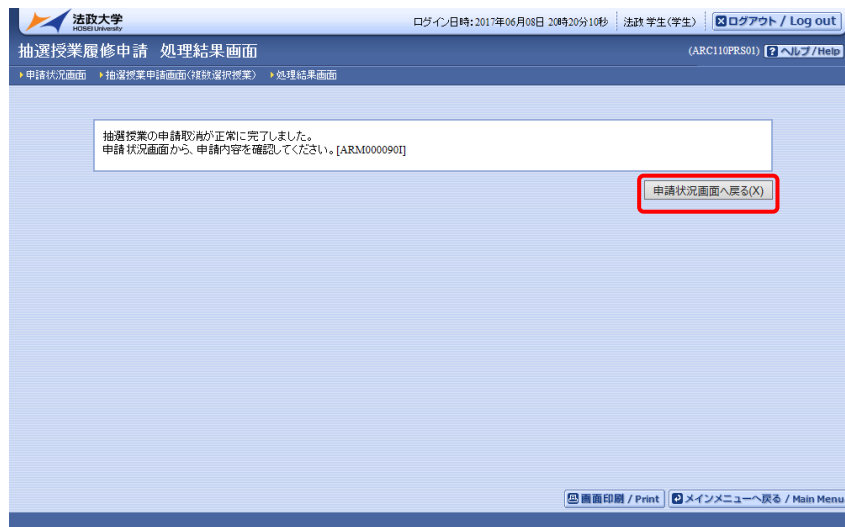 法政大学
HOSEI University
ログイン日時:2017年06月08日 20時20分10秒 法政 学生(学生) ログアウト / Log out
抽選授業履修申請 処理結果画面 (ARC110PRS01) ヘルプ/Help
申請状況画面 抽選授業申請画面(複数選択授業) 処理結果画面
抽選授業の申請取消が正常に完了しました。
申請状況画面から、申請内容を確認してください。[ARM000090I]
申請状況画面へ戻る(X)
画面印刷 / Print メインメニューへ戻る / Main Menu